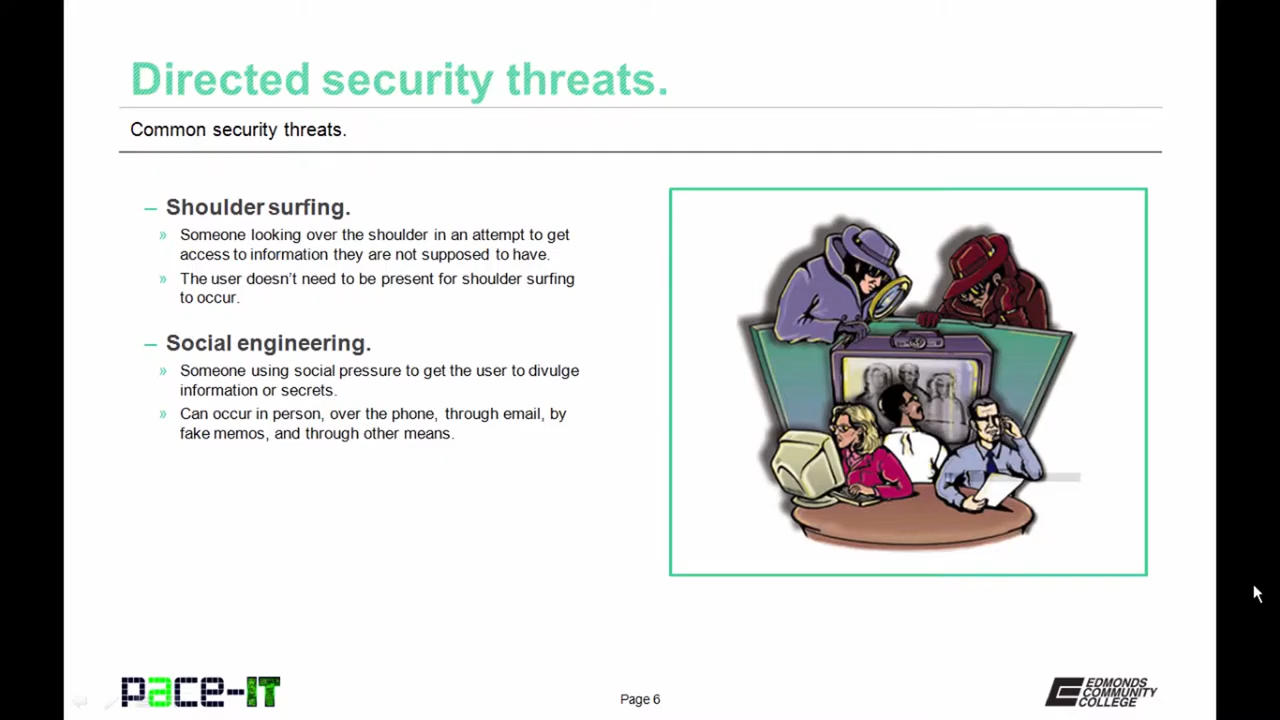 Directed security threats.
Common security threats.
– Shoulder surfing.
» Someone looking over the shoulder in an attempt to get
access to information they are not supposed to have.
» The user doesn't need to be present for shoulder surfing
to occur.
– Social engineering.
» Someone using social pressure to get the user to divulge
information or secrets.
» Can occur in person, over the phone, through email, by
fake memos, and through other means.
pace-IT
Page 6
EDMONDS
COMMUNITY
COLLEGE